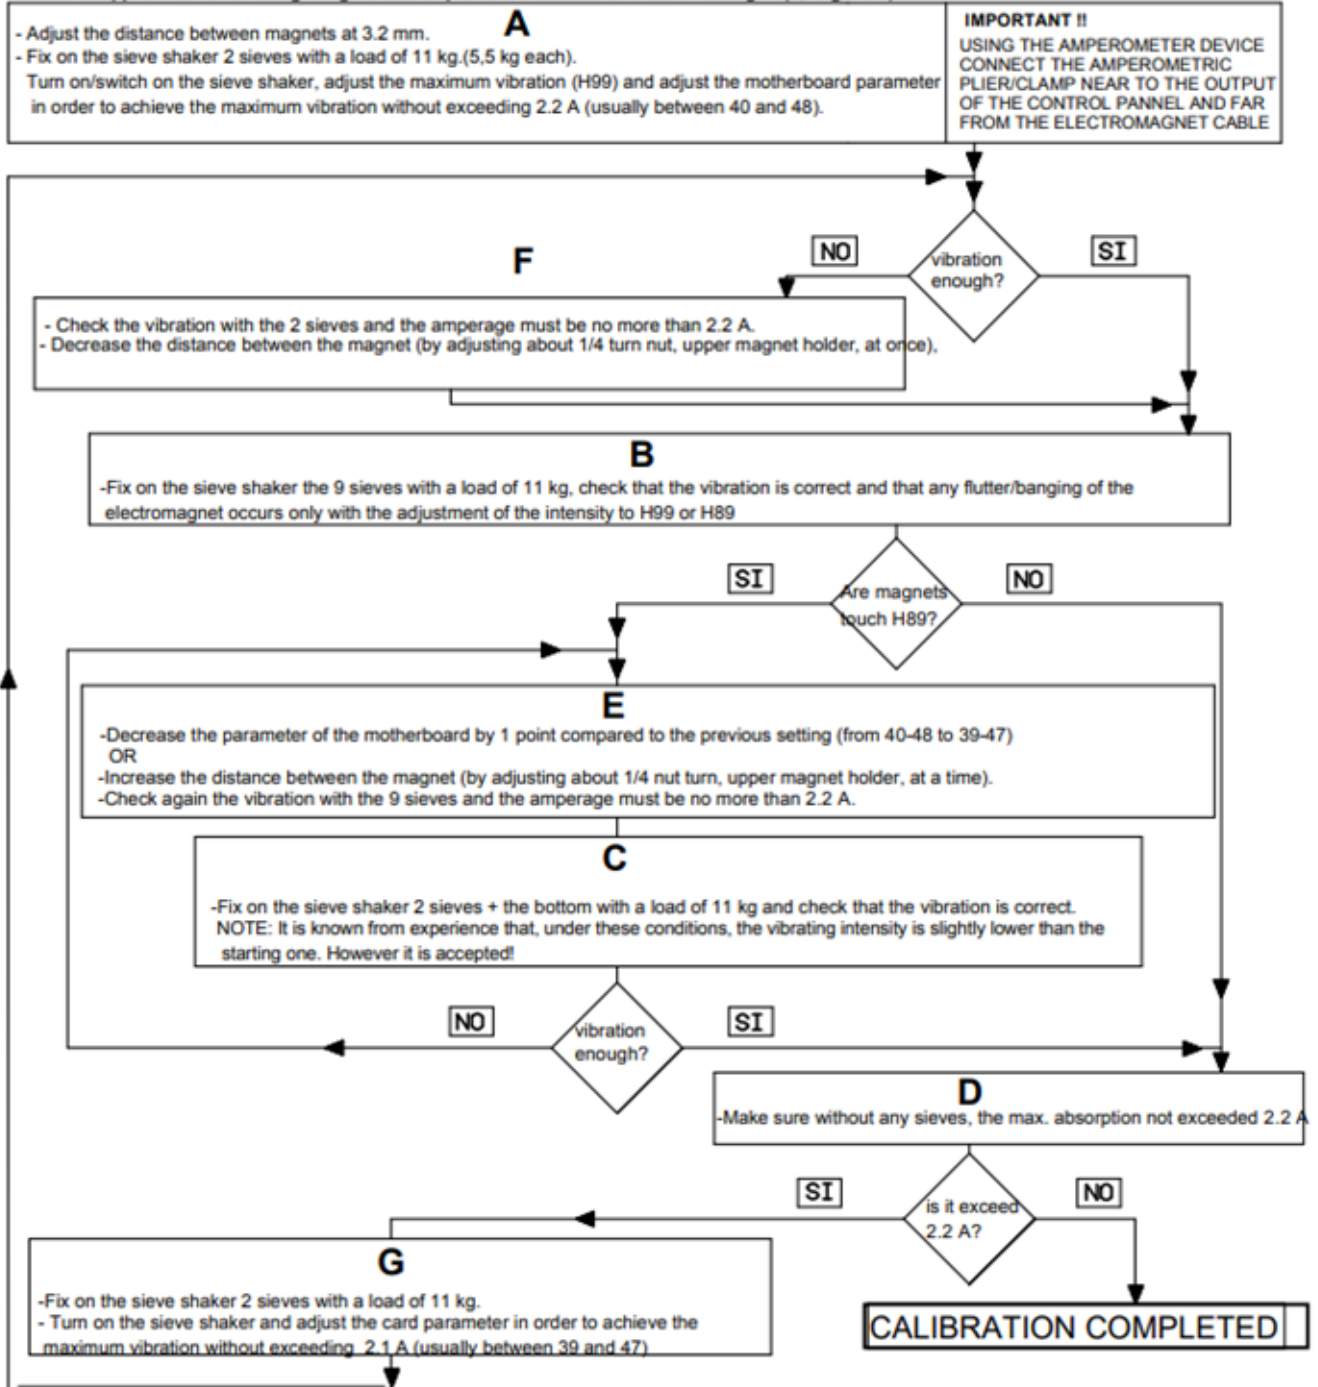 A
- Adjust the distance between magnets at 3.2 mm.
- Fix on the sieve shaker 2 sieves with a load of 11 kg.(5,5 kg each).
Turn on/switch on the sieve shaker, adjust the maximum vibration (H99) and adjust the motherboard parameter
in order to achieve the maximum vibration without exceeding 2.2 A (usually between 40 and 48).
IMPORTANT !!
USING THE AMPEROMETER DEVICE
CONNECT THE AMPEROMETRIC
PLIER/CLAMP NEAR TO THE OUTPUT
OF THE CONTROL PANNEL AND FAR
FROM THE ELECTROMAGNET CABLE
NO
vibration
enough?
SI
F
- Check the vibration with the 2 sieves and the amperage must be no more than 2.2 A.
- Decrease the distance between the magnet (by adjusting about 1/4 turn nut, upper magnet holder, at once),
B
-Fix on the sieve shaker the 9 sieves with a load of 11 kg, check that the vibration is correct and that any flutter/banging of the
electromagnet occurs only with the adjustment of the intensity to H99 or H89
SI
Are magnets
touch H89?
NO
E
-Decrease the parameter of the motherboard by 1 point compared to the previous setting (from 40-48 to 39-47)
OR
-Increase the distance between the magnet (by adjusting about 1/4 nut turn, upper magnet holder, at a time).
-Check again the vibration with the 9 sieves and the amperage must be no more than 2.2 A.
C
-Fix on the sieve shaker 2 sieves + the bottom with a load of 11 kg and check that the vibration is correct.
NOTE: It is known from experience that, under these conditions, the vibrating intensity is slightly lower than the
starting one. However it is accepted!
NO
vibration
enough?
SI
D
-Make sure without any sieves, the max. absorption not exceeded 2.2 A
SI
is it exceed
2.2 A?
NO
G
-Fix on the sieve shaker 2 sieves with a load of 11 kg.
- Turn on the sieve shaker and adjust the card parameter in order to achieve the
maximum vibration without exceeding 2.1 A (usually between 39 and 47)
CALIBRATION COMPLETED